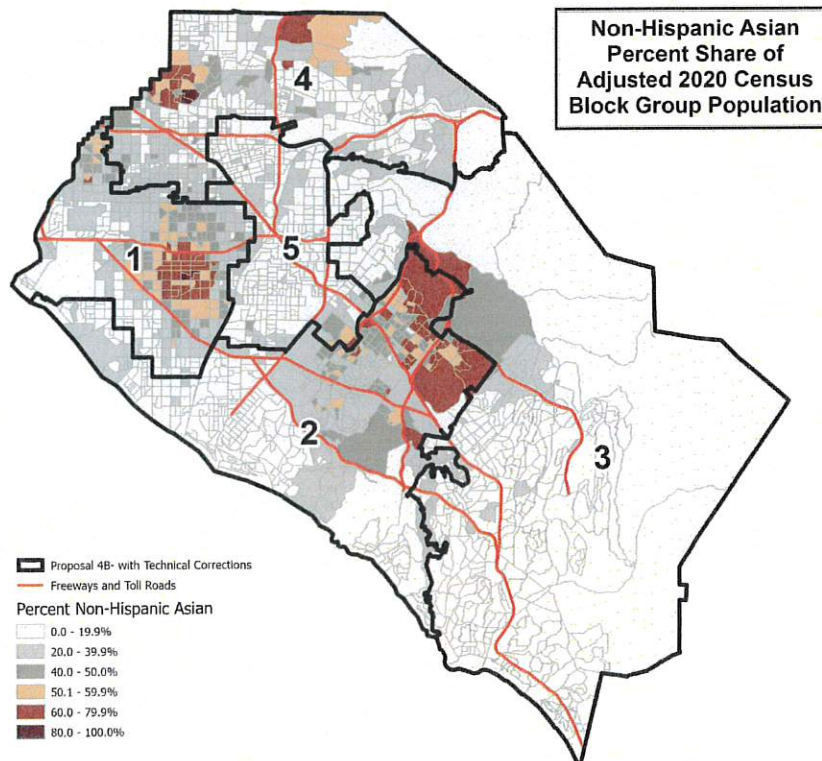 Non-Hispanic Asian
Percent Share of
Adjusted 2020 Census
Block Group Population
4
1
5
2
3
Proposal 4B- with Technical Corrections
Freeways and Toll Roads
Percent Non-Hispanic Asian
0.0 - 19.9%
20.0 - 39.9%
40.0 - 50.0%
50.1 - 59.9%
60.0 - 79.9%
80.0 - 100.0%